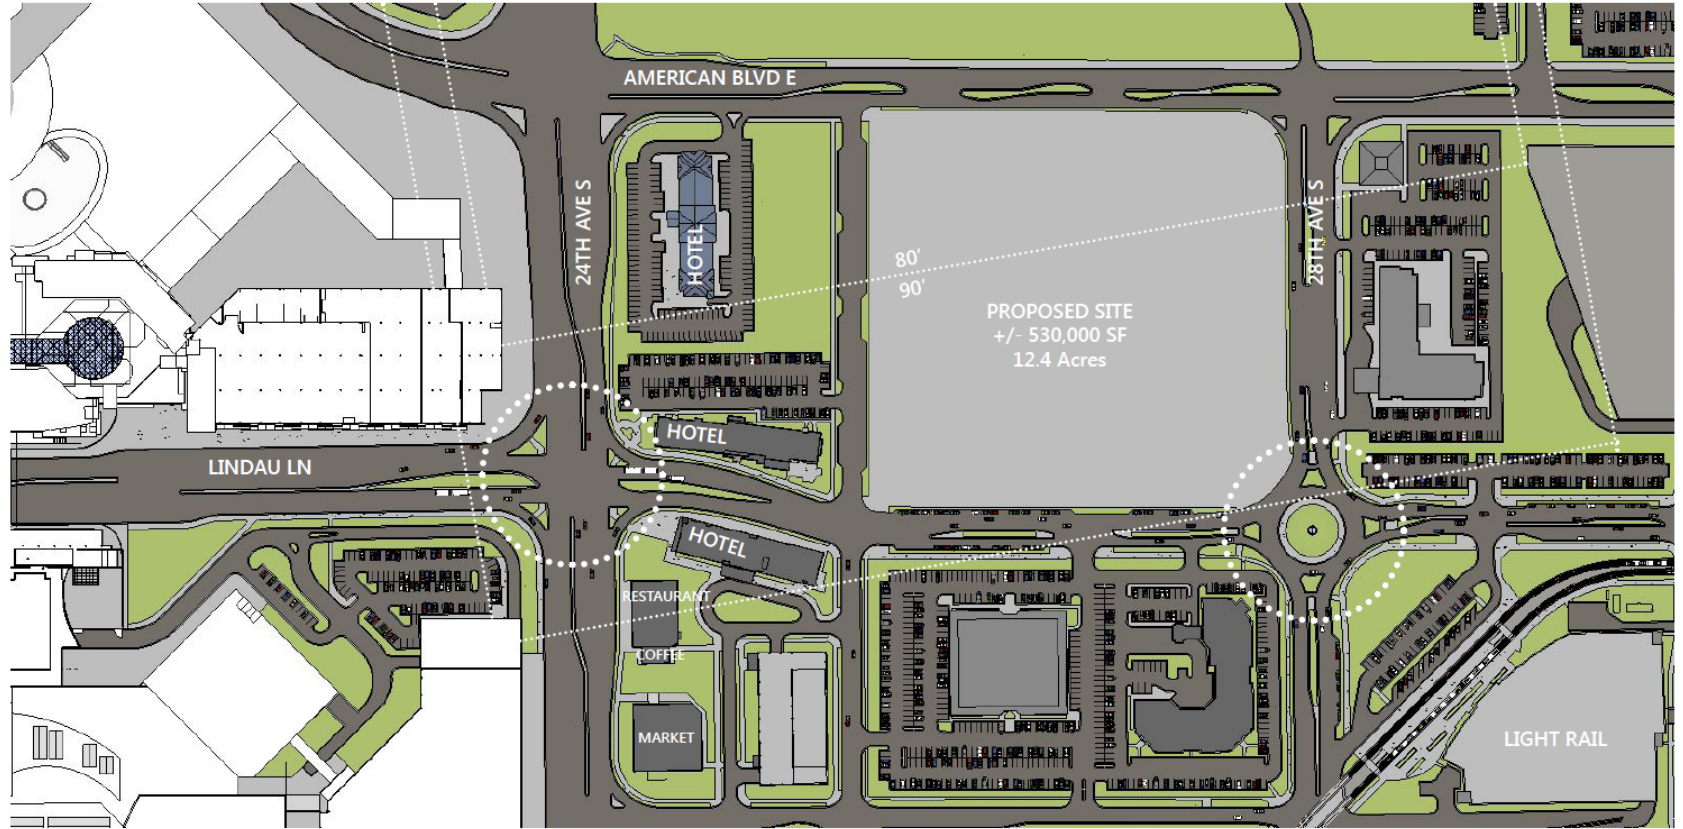 AMERICAN BLVD E
24TH AVE S
28TH AVE S
HOTEL
80'
90'
PROPOSED SITE
+/- 530,000 SF
12.4 Acres
HOTEL
LINDAU LN
HOTEL
RESTAURANT
COFFEE
MARKET
LIGHT RAIL